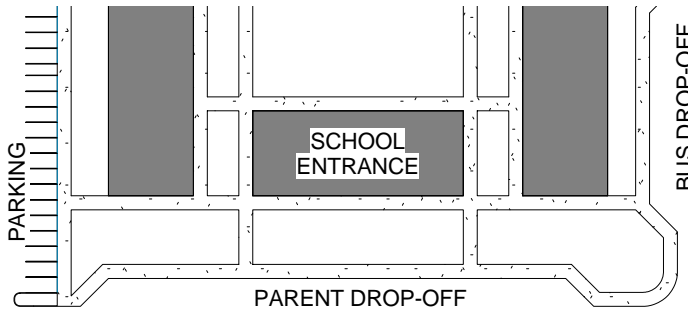 SCHOOL
ENTRANCE
PARKING
BUS DROP-OFF
PARENT DROP-OFF